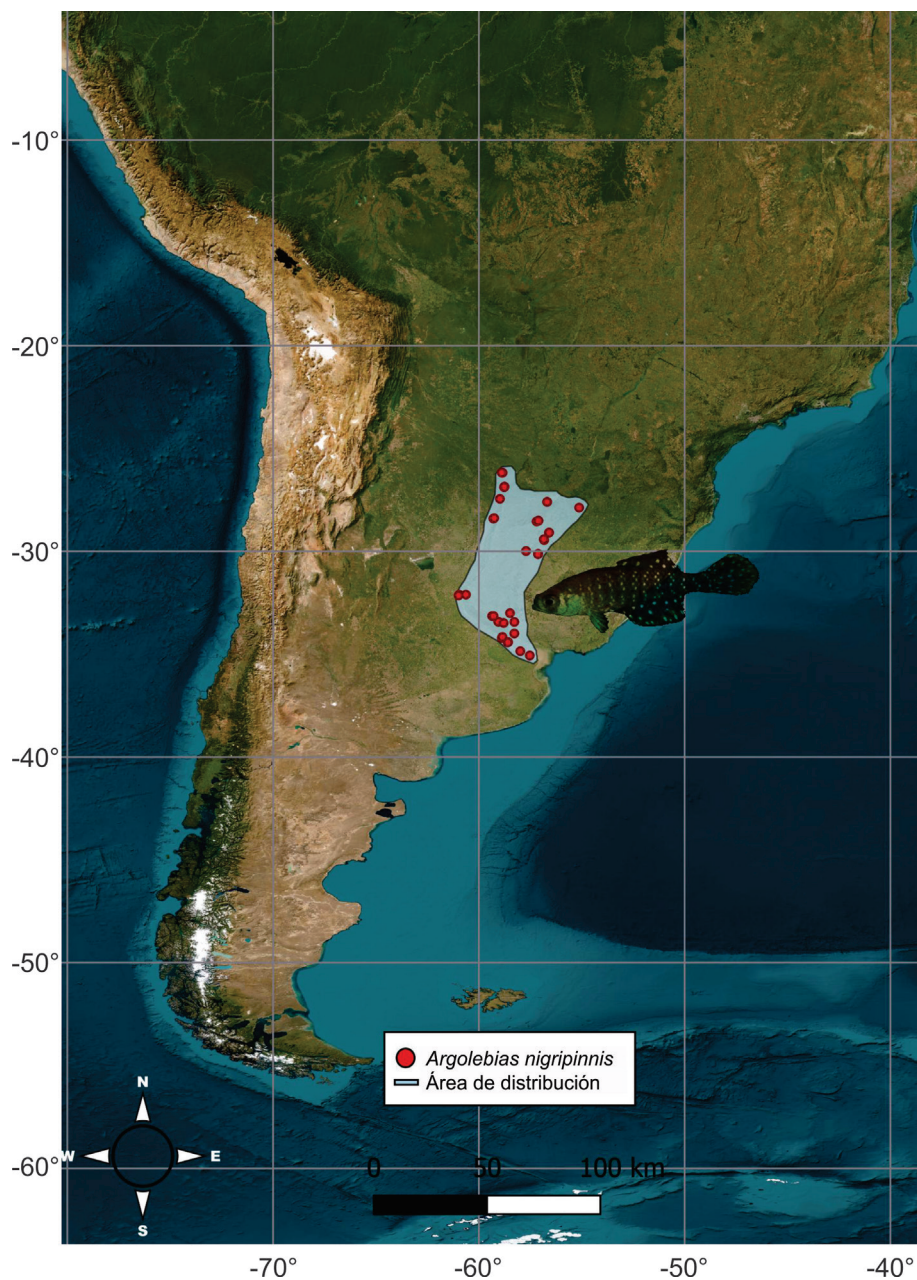 -10°
-20°
-30°
-40°
-50°
-60°
Argolebias nigripinnis
Área de distribución
N
W
E
S
0 50 100 km
-70° -60° -50° -40°